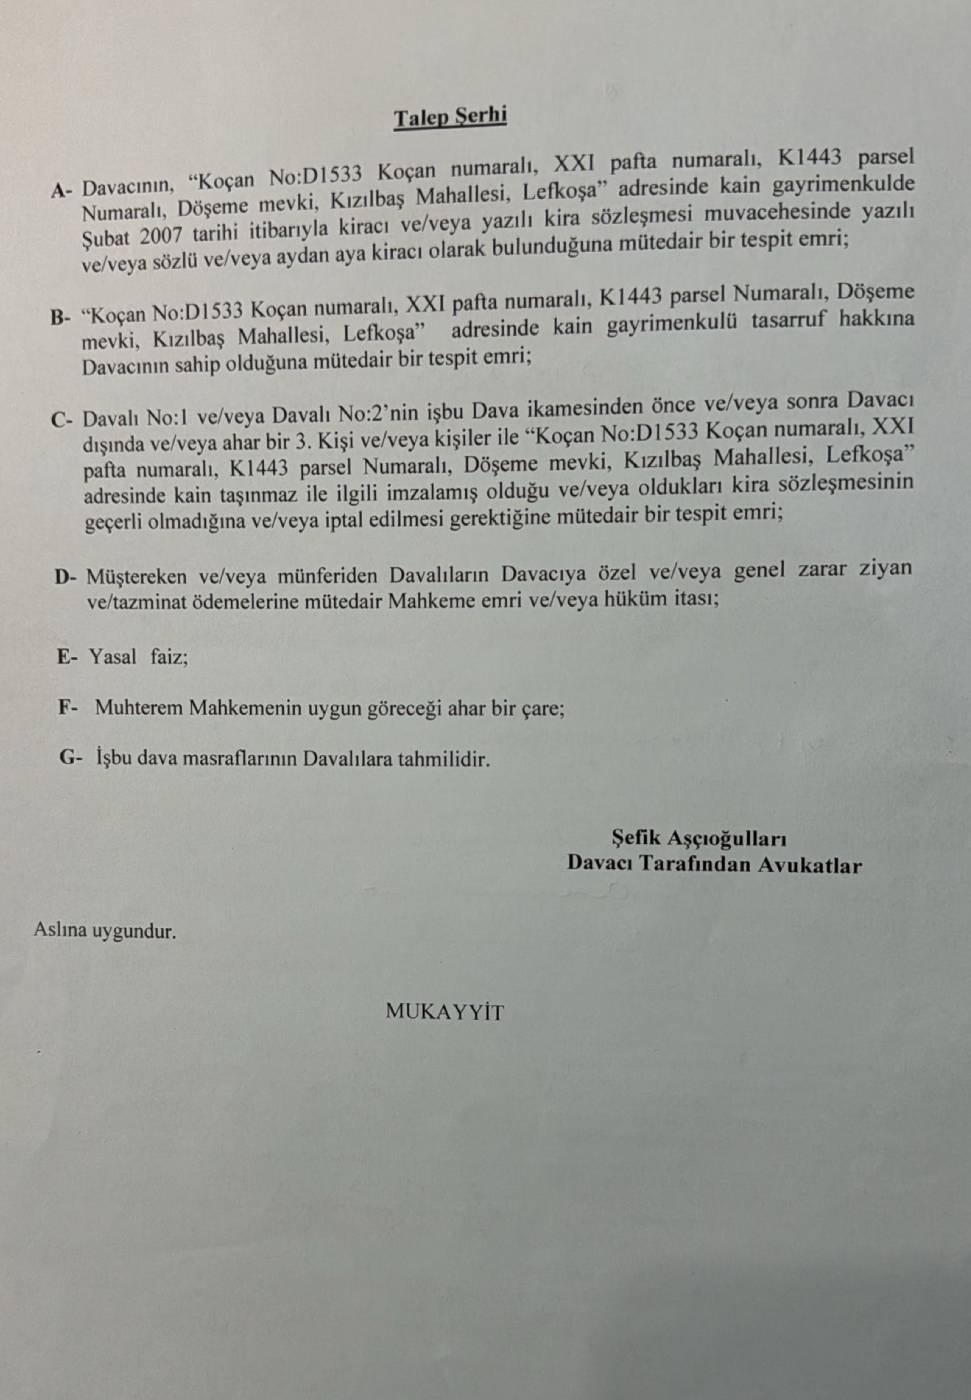 Talep Şerhi
A- Davacının, “Koçan No:D1533 Koçan numaralı, XXI pafta numaralı, K1443 parsel
Numaralı, Döşeme mevki, Kızılbaş Mahallesi, Lefkoşa” adresinde kain gayrimenkulde
Şubat 2007 tarihi itibarıyla kiracı ve/veya yazılı kira sözleşmesi muvacehesinde yazılı
ve/veya sözlü ve/veya aydan aya kiracı olarak bulunduğuna mütedair bir tespit emri;
B- “Koçan No:D1533 Koçan numaralı, XXI pafta numaralı, K1443 parsel Numaralı, Döşeme
mevki, Kızılbaş Mahallesi, Lefkoşa” adresinde kain gayrimenkulü tasarruf hakkına
Davacının sahip olduğuna mütedair bir tespit emri;
C- Davalı No:1 ve/veya Davalı No:2’nin işbu Dava ikamesinden önce ve/veya sonra Davacı
dışında ve/veya ahar bir 3. Kişi ve/veya kişiler ile “Koçan No:D1533 Koçan numaralı, XXI
pafta numaralı, K1443 parsel Numaralı, Döşeme mevki, Kızılbaş Mahallesi, Lefkoşa”
adresinde kain taşınmaz ile ilgili imzalamış olduğu ve/veya oldukları kira sözleşmesinin
geçerli olmadığına ve/veya iptal edilmesi gerektiğine mütedair bir tespit emri;
D- Müştereken ve/veya münferiden Davalıların Davacıya özel ve/veya genel zarar ziyan
ve/tazminat ödemelerine mütedair Mahkeme emri ve/veya hüküm itası;
E- Yasal faiz;
F- Muhterem Mahkemenin uygun göreceği ahar bir çare;
G- İşbu dava masraflarının Davalılara tahmilidir.
Şefik Aşçıoğulları
Davacı Tarafından Avukatlar
Aslına uygundur.
MUKAYYİT